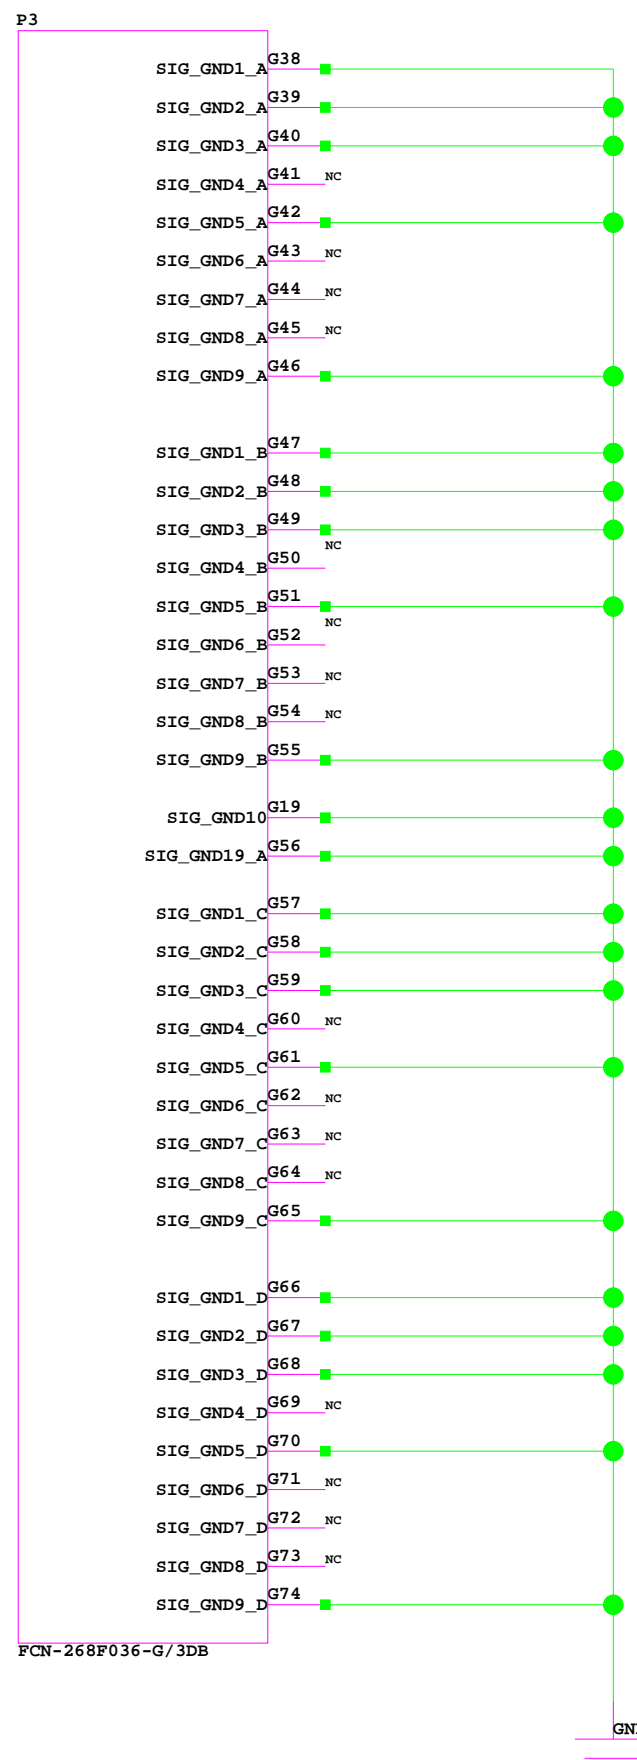 P3
SIG_GND1_A G38
SIG_GND2_A G39
SIG_GND3_A G40
SIG_GND4_A G41 NC
SIG_GND5_A G42
SIG_GND6_A G43 NC
SIG_GND7_A G44 NC
SIG_GND8_A G45 NC
SIG_GND9_A G46
SIG_GND1_B G47
SIG_GND2_B G48
SIG_GND3_B G49
SIG_GND4_B G50 NC
SIG_GND5_B G51
SIG_GND6_B G52 NC
SIG_GND7_B G53 NC
SIG_GND8_B G54 NC
SIG_GND9_B G55
SIG_GND10 G19
SIG_GND19_A G56
SIG_GND1_C G57
SIG_GND2_C G58
SIG_GND3_C G59
SIG_GND4_C G60 NC
SIG_GND5_C G61
SIG_GND6_C G62 NC
SIG_GND7_C G63 NC
SIG_GND8_C G64 NC
SIG_GND9_C G65
SIG_GND1_D G66
SIG_GND2_D G67
SIG_GND3_D G68
SIG_GND4_D G69 NC
SIG_GND5_D G70
SIG_GND6_D G71 NC
SIG_GND7_D G72 NC
SIG_GND8_D G73 NC
SIG_GND9_D G74
FCN-268F036-G/3DB